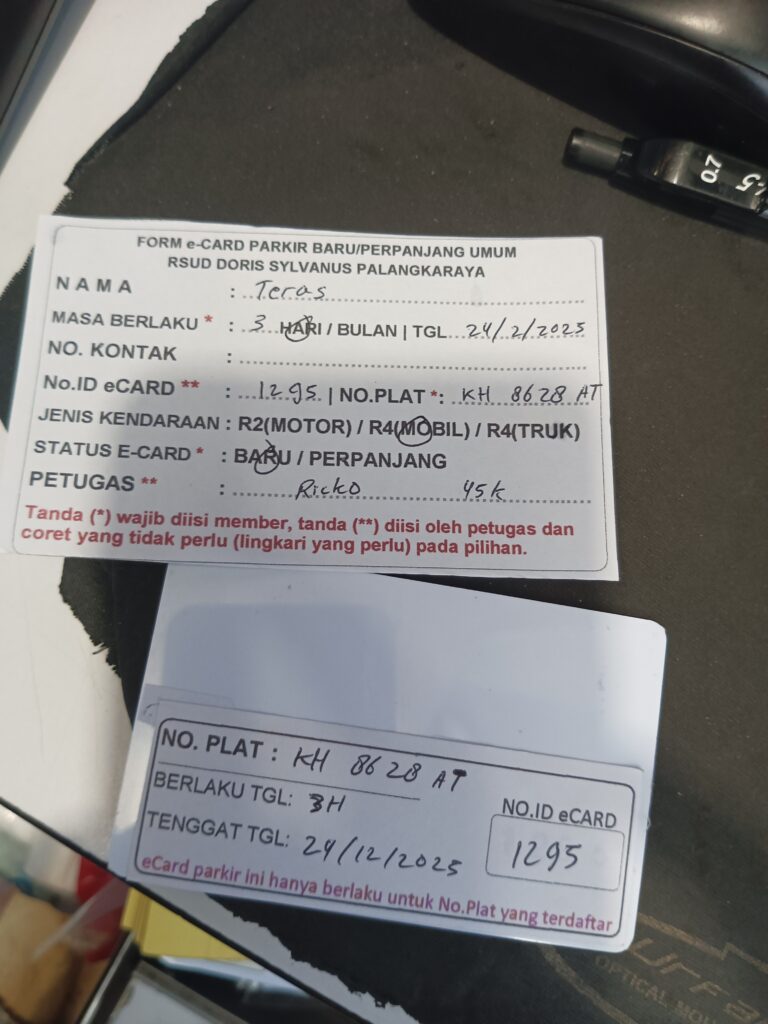 0.7
FORM e-CARD PARKIR BARU/PERPANJANG UMUM
RSUD DORIS SYLVANUS PALANGKARAYA
NAMA : Teras
MASA BERLAKU * : 3 HARI / BULAN | TGL 24/2/2025
NO. KONTAK :
No.ID eCARD ** : 1295 | NO.PLAT *: KH 8628 AT
JENIS KENDARAAN : R2(MOTOR) / R4(MOBIL) / R4(TRUK)
STATUS E-CARD * : BARU / PERPANJANG
PETUGAS ** : Ricko 45k
Tanda (*) wajib diisi member, tanda (**) diisi oleh petugas dan
coret yang tidak perlu (lingkari yang perlu) pada pilihan.
NO. PLAT : KH 8628 AT
BERLAKU TGL: 3H
TENGGAT TGL: 24/12/2025
NO.ID eCARD
1295
eCard parkir ini hanya berlaku untuk No.Plat yang terdaftar
OPTICAL